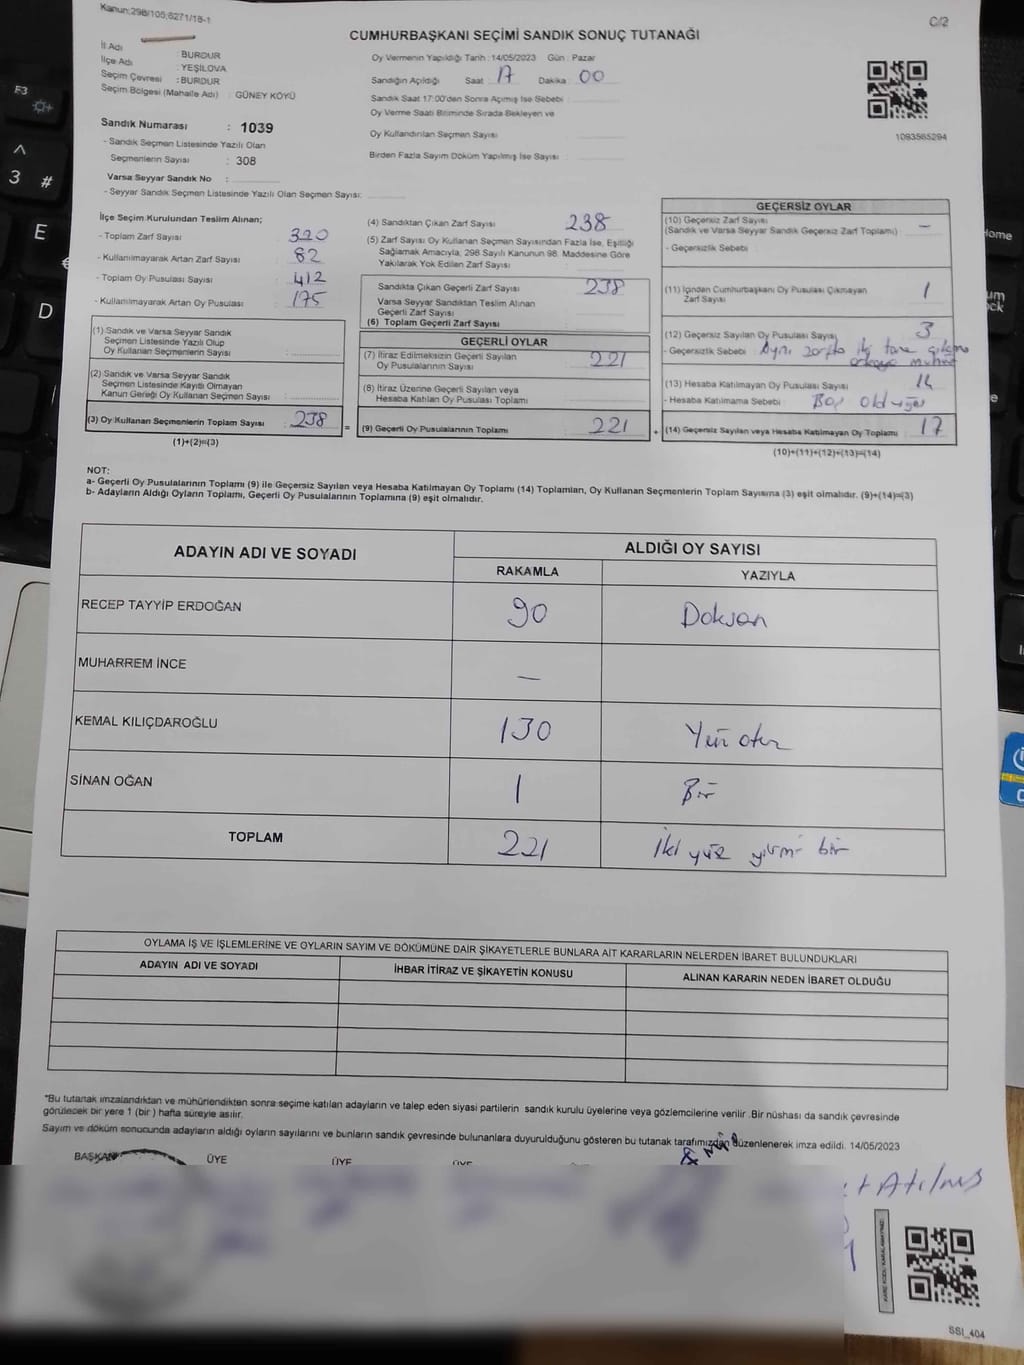 Kanun:298/105;6271/18-1
C/2
CUMHURBAŞKANI SEÇİMİ SANDIK SONUÇ TUTANAĞI
İl Adı : BURDUR
İlçe Adı : YEŞİLOVA
Seçim Çevresi : BURDUR
Seçim Bölgesi (Mahalle Adı) : GÜNEY KÖYÜ
Oy Vermenin Yapıldığı Tarih : 14/05/2023 Gün : Pazar
Sandığın Açıldığı Saat : 17 Dakika : 00
Sandık Saat 17:00'den Sonra Açımış İse Sebebi :
Oy Verme Saati Bitiminde Sırada Bekleyen ve
Oy Kullandırılan Seçmen Sayısı :
Birden Fazla Sayım Döküm Yapılmış İse Sayısı :
1093585294
Sandık Numarası : 1039
- Sandık Seçmen Listesinde Yazılı Olan
Seçmenlerin Sayısı : 308
Varsa Seyyar Sandık No :
- Seyyar Sandık Seçmen Listesinde Yazılı Olan Seçmen Sayısı:
İlçe Seçim Kurulundan Teslim Alınan;
- Toplam Zarf Sayısı : 320
- Kullanılmayarak Artan Zarf Sayısı : 82
- Toplam Oy Pusulası Sayısı : 412
- Kullanılmayarak Artan Oy Pusulası : 175
(1) Sandık ve Varsa Seyyar Sandık
Seçmen Listesinde Yazılı Olup
Oy Kullanan Seçmenlerin Sayısı :
(2) Sandık ve Varsa Seyyar Sandık
Seçmen Listesinde Kayıtlı Olmayan
Kanun Gereği Oy Kullanan Seçmen Sayısı :
(3) Oy Kullanan Seçmenlerin Toplam Sayısı : 238 =
(1)+(2)=(3)
(4) Sandıktan Çıkan Zarf Sayısı : 238
(5) Zarf Sayısı Oy Kullanan Seçmen Sayısından Fazla İse, Eşitliği
Sağlamak Amacıyla; 298 Sayılı Kanunun 98. Maddesine Göre
Yakılarak Yok Edilen Zarf Sayısı :
Sandıkta Çıkan Geçerli Zarf Sayısı : 238
Varsa Seyyar Sandıktan Teslim Alınan
Geçerli Zarf Sayısı :
(6) Toplam Geçerli Zarf Sayısı :
GEÇERLİ OYLAR
(7) İtiraz Edilmeksizin Geçerli Sayılan
Oy Pusulalarının Sayısı : 221
(8) İtiraz Üzerine Geçerli Sayılan veya
Hesaba Katılan Oy Pusulaları Toplamı :
(9) Geçerli Oy Pusulalarının Toplamı : 221 +
GEÇERSİZ OYLAR
(10) Geçersiz Zarf Sayısı
(Sandık ve Varsa Seyyar Sandık Geçersiz Zarf Toplamı) : -
- Geçersizlik Sebebi :
(11) İçinden Cumhurbaşkanı Oy Pusulası Çıkmayan
Zarf Sayısı : 1
(12) Geçersiz Sayılan Oy Pusulası Sayısı : 3
- Geçersizlik Sebebi : Aynı zarfta iki tane
(13) Hesaba Katılmayan Oy Pusulası Sayısı :
- Hesaba Katılmama Sebebi : Boş olduğu
(14) Geçersiz Sayılan veya Hesaba Katılmayan Oy Toplamı : 17
(10)+(11)+(12)+(13)=(14)
NOT:
a- Geçerli Oy Pusulalarının Toplamı (9) ile Geçersiz Sayılan veya Hesaba Katılmayan Oy Toplamı (14) Toplamları, Oy Kullanan Seçmenlerin Toplam Sayısına (3) eşit olmalıdır. (9)+(14)=(3)
b- Adayların Aldığı Oyların Toplamı, Geçerli Oy Pusulalarının Toplamına (9) eşit olmalıdır.
ADAYIN ADI VE SOYADI ALDIĞI OY SAYISI
RAKAMLA YAZIYLA
RECEP TAYYİP ERDOĞAN 90 Doksan
MUHARREM İNCE -
KEMAL KILIÇDAROĞLU 130 Yüz otuz
SİNAN OĞAN 1 Bir
TOPLAM 221 İki yüz yirmi bir
OYLAMA İŞ VE İŞLEMLERİNE VE OYLARIN SAYIM VE DÖKÜMÜNE DAİR ŞİKAYETLERLE BUNLARA AİT KARARLARIN NELERDEN İBARET BULUNDUKLARI
ADAYIN ADI VE SOYADI İHBAR İTİRAZ VE ŞİKAYETİN KONUSU ALINAN KARARIN NEDEN İBARET OLDUĞU
*Bu tutanak imzalandıktan ve mühürlendikten sonra seçime katılan adayların ve talep eden siyasi partilerin sandık kurulu üyelerine veya gözlemcilerine verilir .Bir nüshası da sandık çevresinde
görülecek bir yere 1 (bir ) hafta süreyle asılır.
Sayım ve döküm sonucunda adayların aldığı oyların sayılarını ve bunların sandık çevresinde bulunanlara duyurulduğunu gösteren bu tutanak tarafımızdan düzenlenerek imza edildi. 14/05/2023
BAŞKAN ÜYE ÜYE ÜYE
SSI_404